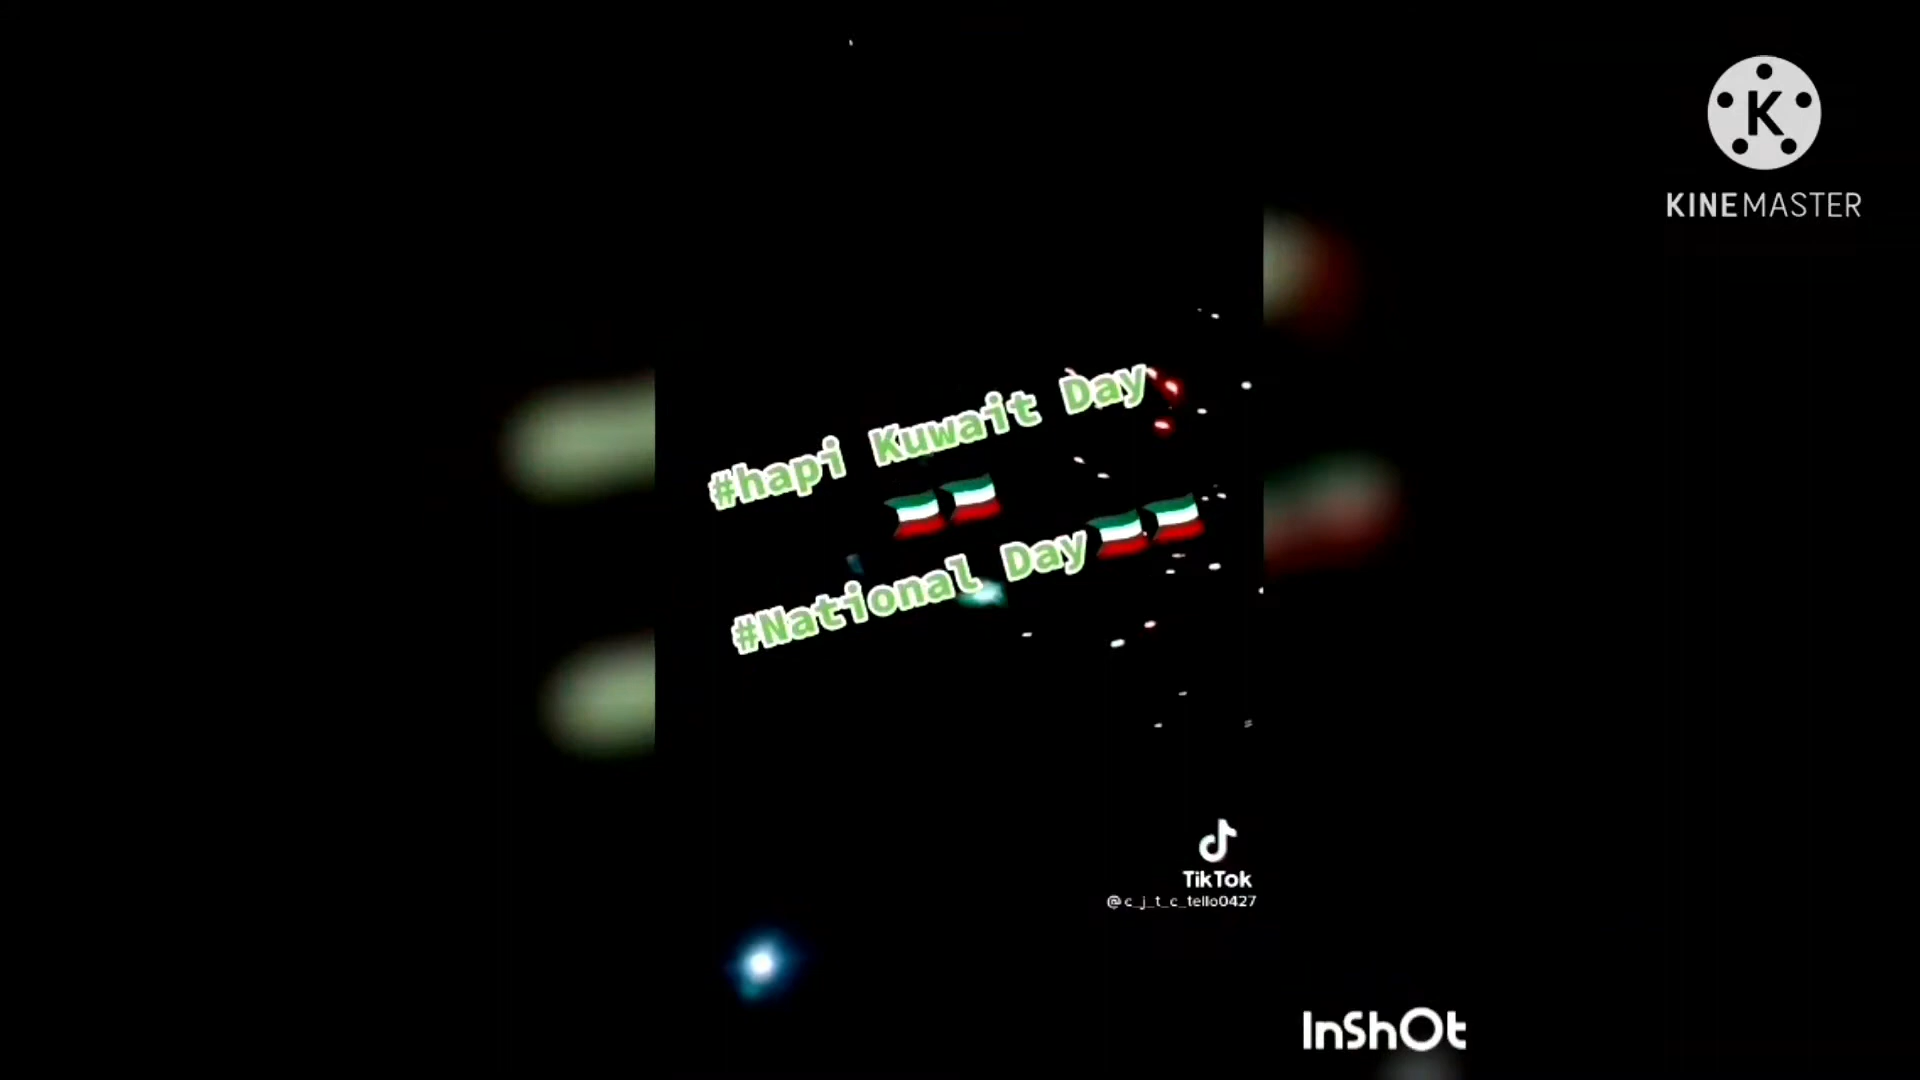 K
KINEMASTER
#hapi Kuwait Day
🇰🇼🇰🇼
#National Day🇰🇼🇰🇼
TikTok
@c_j_t_c_tello0427
InShOt